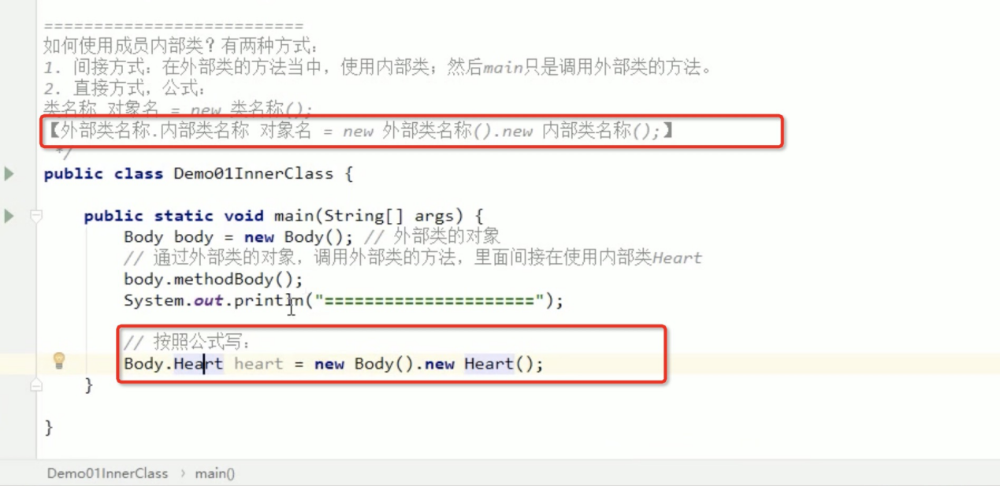 ==========================
如何使用成员内部类？有两种方式：
1. 间接方式：在外部类的方法当中，使用内部类；然后main只是调用外部类的方法。
2. 直接方式，公式：
类名称 对象名 = new 类名称();
【外部类名称.内部类名称 对象名 = new 外部类名称().new 内部类名称();】
*/
public class Demo01InnerClass {
public static void main(String[] args) {
Body body = new Body(); // 外部类的对象
// 通过外部类的对象，调用外部类的方法，里面间接在使用内部类Heart
body.methodBody();
System.out.println("=====================");
// 按照公式写：
Body.Heart heart = new Body().new Heart();
}
}
Demo01InnerClass › main()